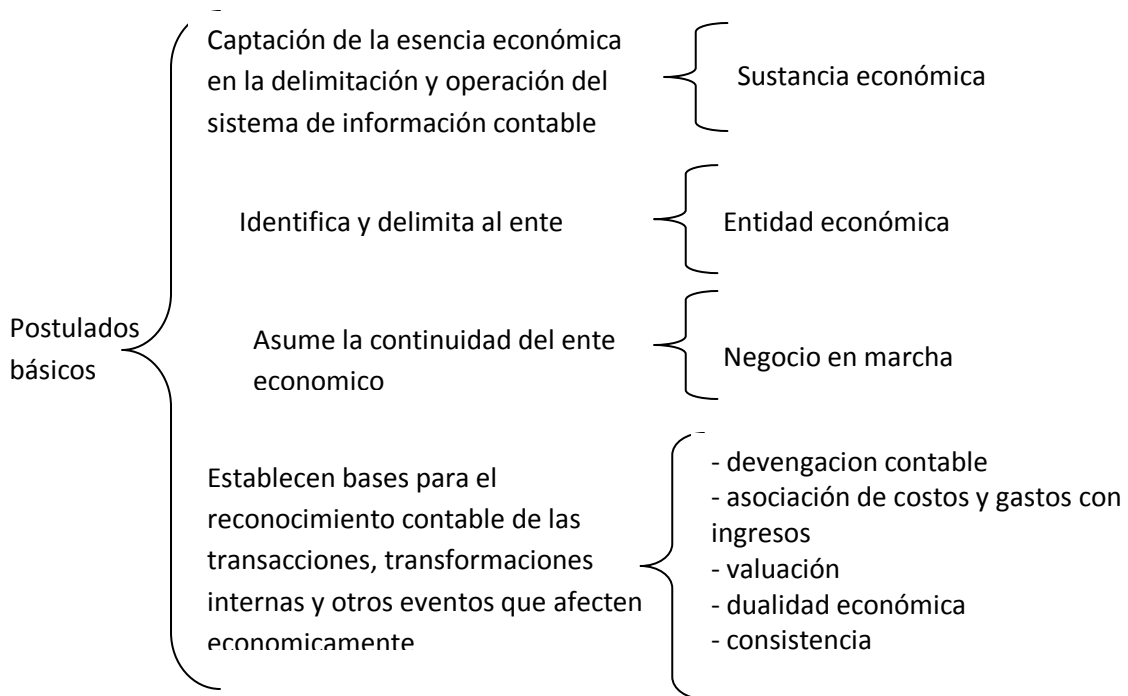 Postulados
básicos
Captación de la esencia económica
en la delimitación y operación del
sistema de información contable
Sustancia económica
Identifica y delimita al ente
Entidad económica
Asume la continuidad del ente
economico
Negocio en marcha
Establecen bases para el
reconocimiento contable de las
transacciones, transformaciones
internas y otros eventos que afecten
economicamente
- devengacion contable
- asociación de costos y gastos con
ingresos
- valuación
- dualidad económica
- consistencia